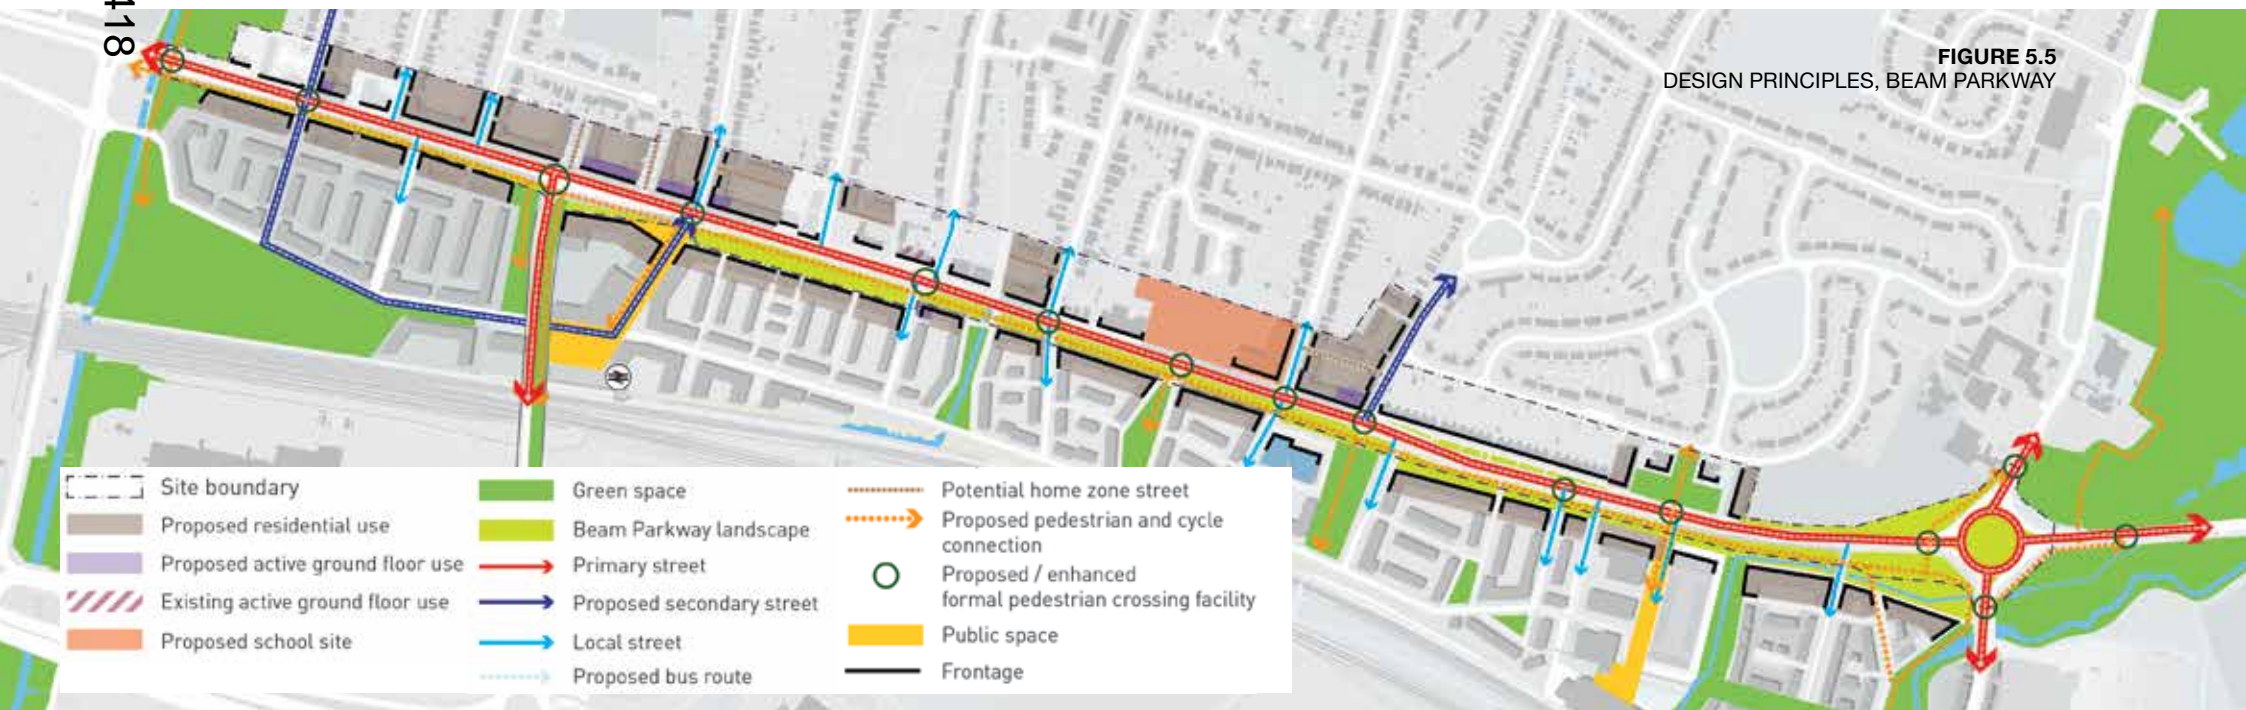 418
FIGURE 5.5
DESIGN PRINCIPLES, BEAM PARKWAY
Site boundary
Proposed residential use
Proposed active ground floor use
Existing active ground floor use
Proposed school site
Green space
Beam Parkway landscape
Primary street
Proposed secondary street
Local street
Proposed bus route
Potential home zone street
Proposed pedestrian and cycle
connection
Proposed / enhanced
formal pedestrian crossing facility
Public space
Frontage